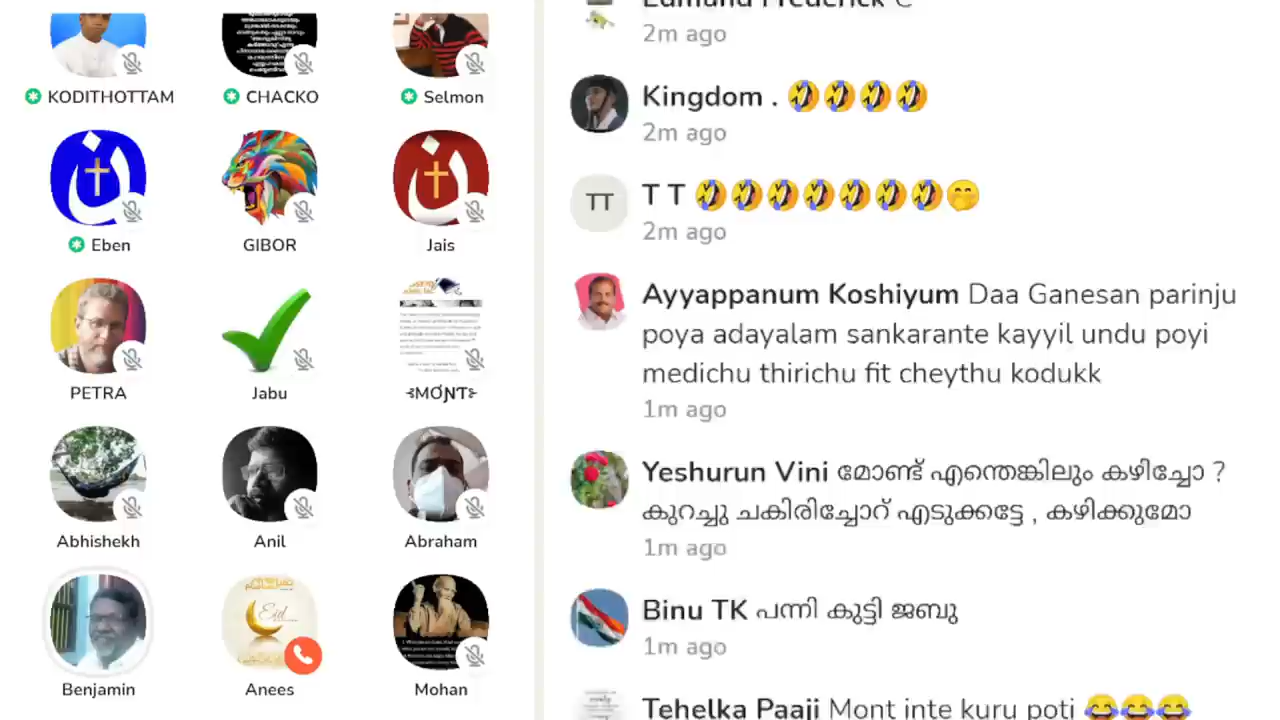 KODITHOTTAM
CHACKO
Selmon
Eben
GIBOR
Jais
PETRA
Jabu
Abhishekh
Anil
Abraham
Eid
Benjamin
Anees
Mohan
2m ago
Kingdom . 🤣🤣🤣🤣
2m ago
TT
T T 🤣🤣🤣🤣🤣🤣🤣🤭
2m ago
Ayyappanum Koshiyum Daa Ganesan parinju
poya adayalam sankarante kayyil undu poyi
medichu thirichu fit cheythu kodukk
1m ago
Yeshurun Vini മോണ്ട് എന്തെങ്കിലും കഴിച്ചോ ?
കുറച്ചു ചകിരിച്ചോറ് എടുക്കട്ടേ , കഴിക്കുമോ
1m ago
Binu TK പന്നി കുട്ടി ജബു
1m ago
Tehelka Paaji Mont inte kuru poti 😂😂😂